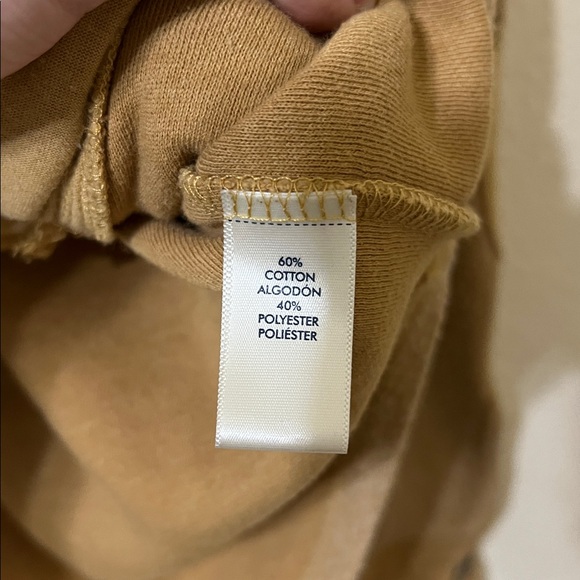 60%
COTTON
ALGODÓN
40%
POLYESTER
POLIÉSTER